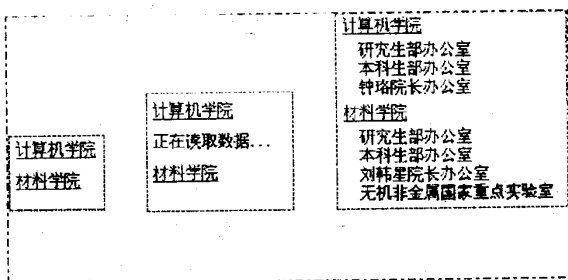 计算机学院
材料学院
计算机学院
正在读取数据...
材料学院
计算机学院
研究生部办公室
本科生部办公室
钟珞院长办公室
材料学院
研究生部办公室
本科生部办公室
刘韩星院长办公室
无机非金属国家重点实验室